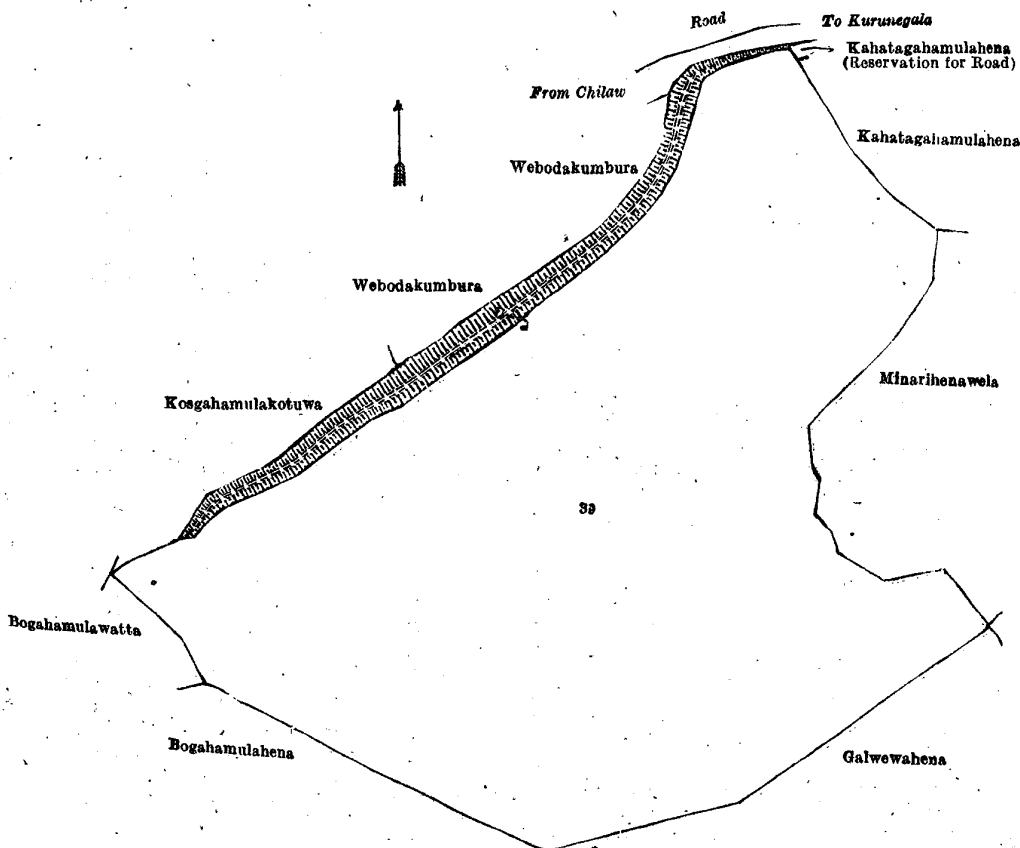 Road
To Kurunegala
Kahatagahamulahena
(Reservation for Road)
From Chilaw
Kahatagahamulahena
Webodakumbura
Webodakumbura
Minarihenawela
Kosgahamulakotuwa
39
Bogahamulawatta
Bogahamulahena
Galwewahena